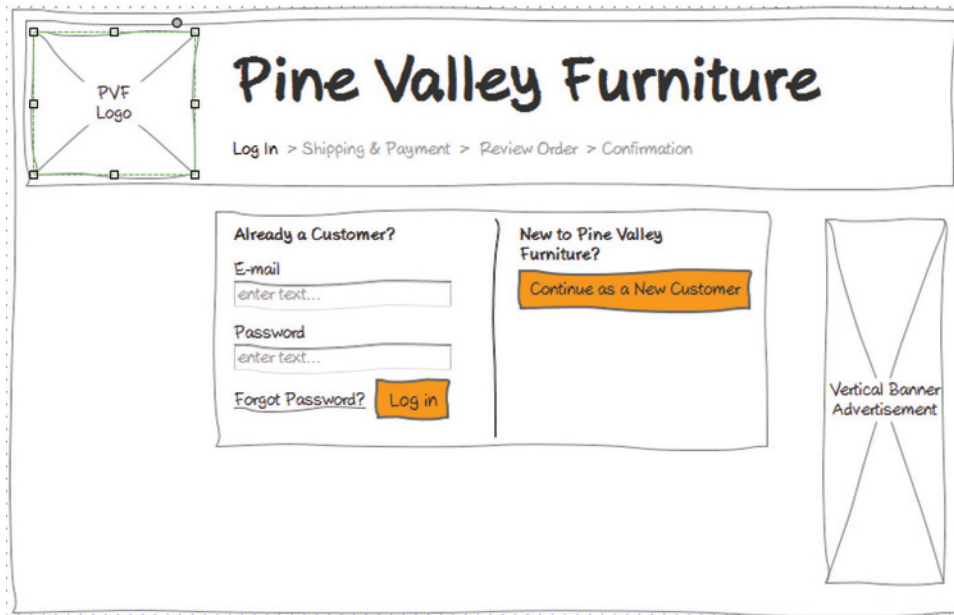 PVF
Logo
Pine Valley Furniture
Log In > Shipping & Payment > Review Order > Confirmation
Already a Customer?
E-mail
enter text...
Password
enter text...
Forgot Password? Log in
New to Pine Valley
Furniture?
Continue as a New Customer
Vertical Banner
Advertisement